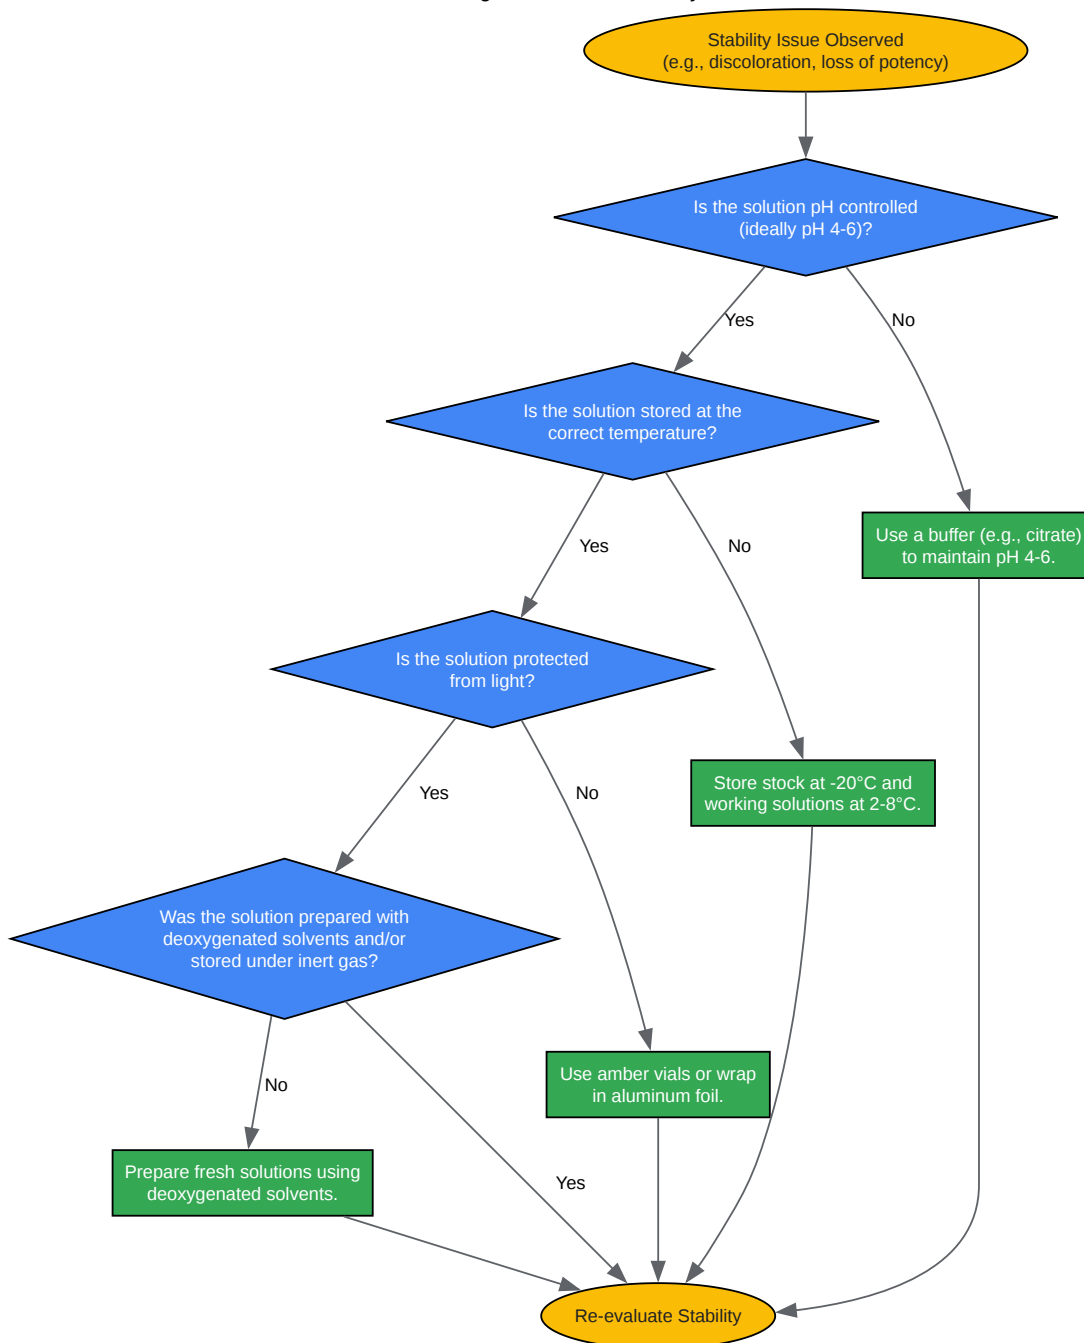 Stability Issue Observed
(e.g., discoloration, loss of potency)
Is the solution pH controlled
(ideally pH 4-6)?
Yes
No
Is the solution stored at the
correct temperature?
Use a buffer (e.g., citrate)
to maintain pH 4-6.
Yes
No
Is the solution protected
from light?
Store stock at -20°C and
working solutions at 2-8°C.
Yes
No
Was the solution prepared with
deoxygenated solvents and/or
stored under inert gas?
Use amber vials or wrap
in aluminum foil.
No
Prepare fresh solutions using
deoxygenated solvents.
Yes
Re-evaluate Stability